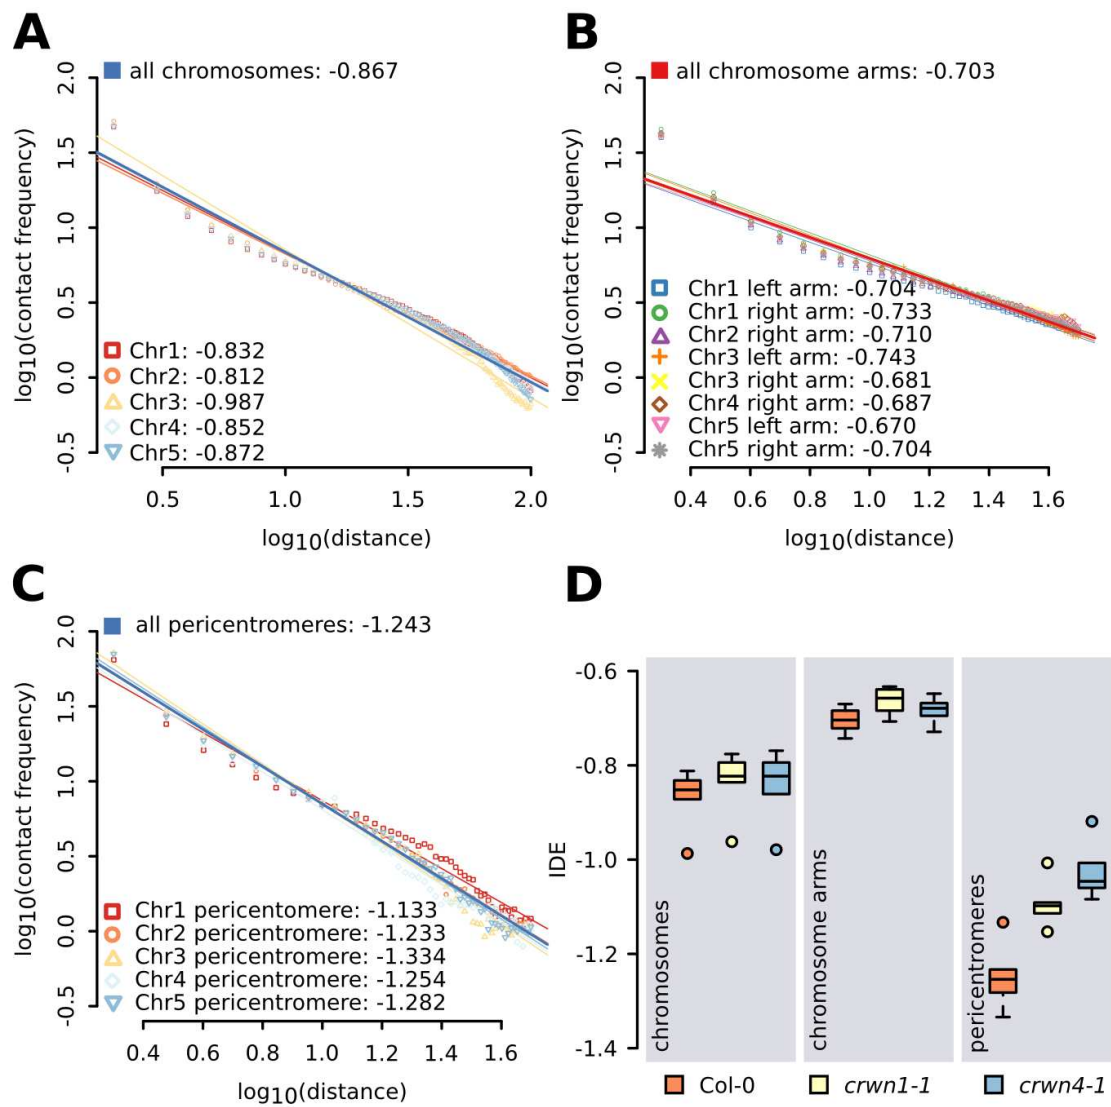 A
all chromosomes: -0.867
log10(contact frequency)
2.0
1.5
1.0
0.5
0.0
-0.5
Chr1: -0.832
Chr2: -0.812
Chr3: -0.987
Chr4: -0.852
Chr5: -0.872
0.5 1.0 1.5 2.0
log10(distance)
B
all chromosome arms: -0.703
log10(contact frequency)
2.0
1.5
1.0
0.5
0.0
-0.5
Chr1 left arm: -0.704
Chr1 right arm: -0.733
Chr2 right arm: -0.710
Chr3 left arm: -0.743
Chr3 right arm: -0.681
Chr4 right arm: -0.687
Chr5 left arm: -0.670
Chr5 right arm: -0.704
0.4 0.6 0.8 1.0 1.2 1.4 1.6
log10(distance)
C
all pericentromeres: -1.243
log10(contact frequency)
2.0
1.5
1.0
0.5
0.0
-0.5
Chr1 pericentomere: -1.133
Chr2 pericentromere: -1.233
Chr3 pericentromere: -1.334
Chr4 pericentromere: -1.254
Chr5 pericentromere: -1.282
0.4 0.6 0.8 1.0 1.2 1.4 1.6
log10(distance)
D
IDE
-0.6
-0.8
-1.0
-1.2
-1.4
chromosomes
chromosome arms
pericentromeres
Col-0 crwn1-1 crwn4-1